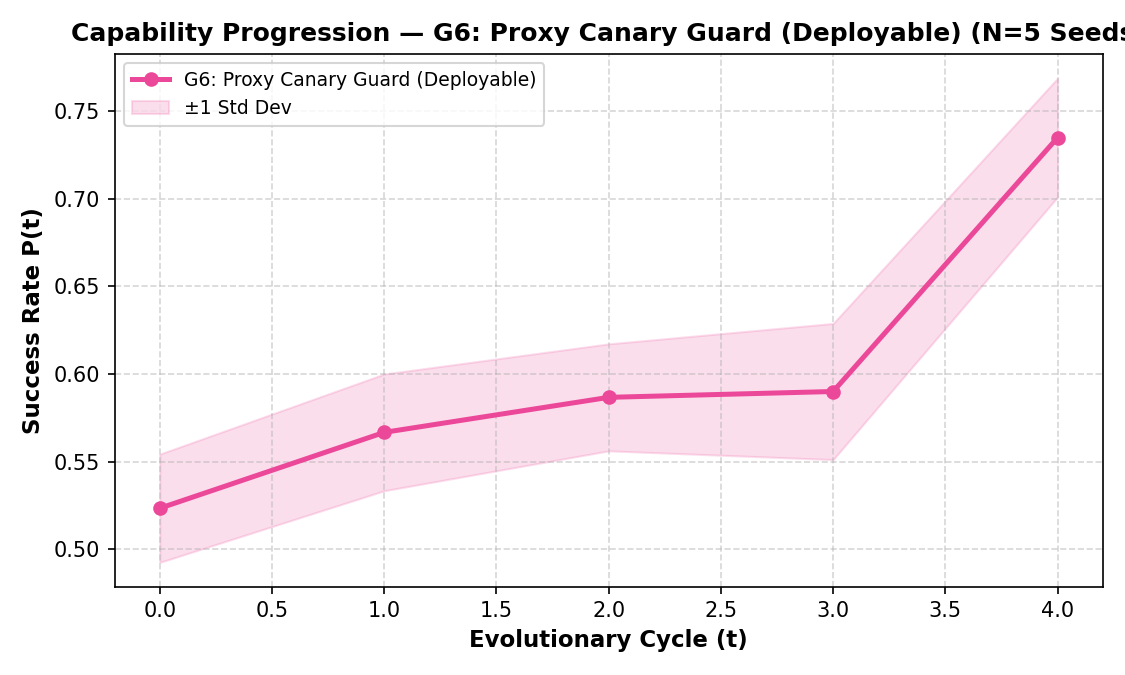 Capability Progression — G6: Proxy Canary Guard (Deployable) (N=5 Seeds
G6: Proxy Canary Guard (Deployable)
±1 Std Dev
Success Rate P(t)
0.75
0.70
0.65
0.60
0.55
0.50
0.0 0.5 1.0 1.5 2.0 2.5 3.0 3.5 4.0
Evolutionary Cycle (t)